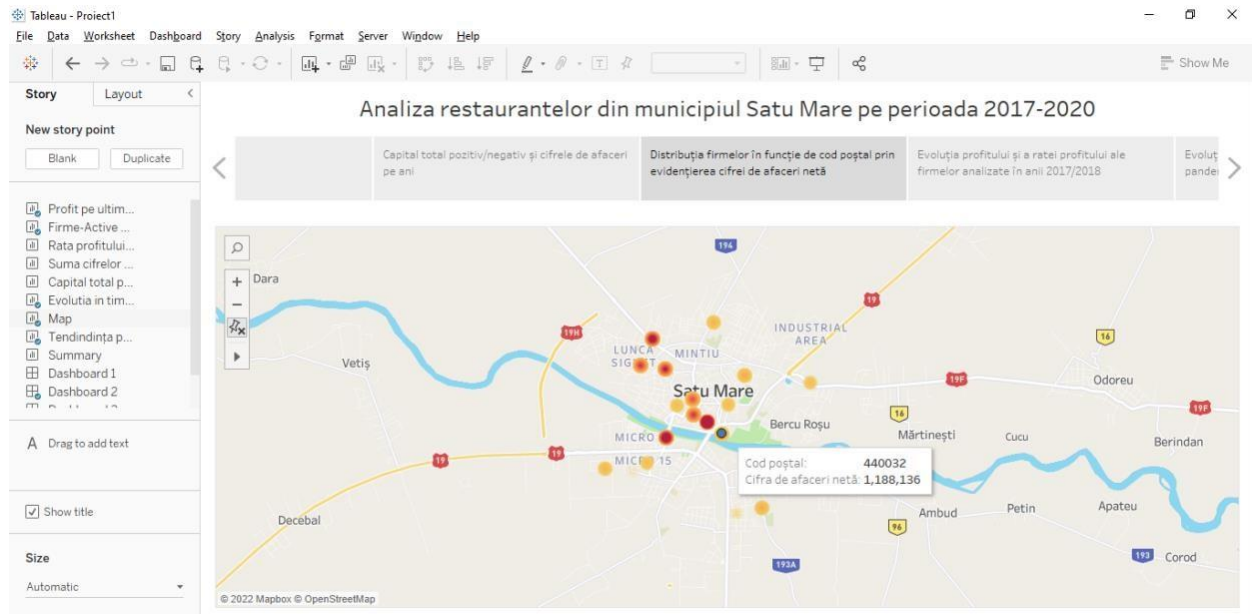 Tableau - Proiect1
File Data Worksheet Dashboard Story Analysis Format Server Window Help
Show Me
Story Layout
New story point
Blank Duplicate
Profit pe ultim...
Firme-Active ...
Rata profitului...
Suma cifrelor ...
Capital total p...
Evolutia in tim...
Map
Tendindința p...
Summary
Dashboard 1
Dashboard 2
A Drag to add text
Show title
Size
Automatic
Analiza restaurantelor din municipiul Satu Mare pe perioada 2017-2020
Capital total pozitiv/negativ și cifrele de afaceri
pe ani
Distribuția firmelor în funcție de cod poștal prin
evidențierea cifrei de afaceri netă
Evoluția profitului și a ratei profitului ale
firmelor analizate în anii 2017/2018
Evoluț
pander
194
Dara
19
19H
INDUSTRIAL
AREA
16
LUNCA
MINTIU
Vetiș
Satu Mare
19F
Odoreu
19F
16
Bercu Roșu
MICRO
Mărtinești
Cucu
Berindan
19
19
MICRO 15
Cod poștal: 440032
Cifra de afaceri netă: 1,188,136
Decebal
Ambud
Petin
Apateu
96
193
Corod
193A
© 2022 Mapbox © OpenStreetMap